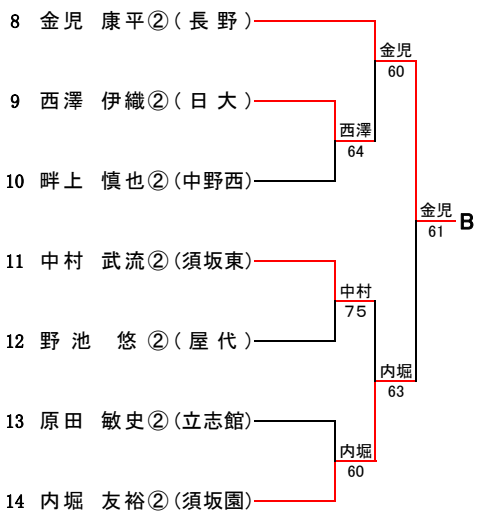 8 金児 康平②(長野)
金児
60
9 西澤 伊織②(日大)
西澤
64
10 畔上 慎也②(中野西)
金児
61
B
11 中村 武流②(須坂東)
中村
75
12 野池 悠②(屋代)
内堀
63
13 原田 敏史②(立志館)
内堀
60
14 内堀 友裕②(須坂園)